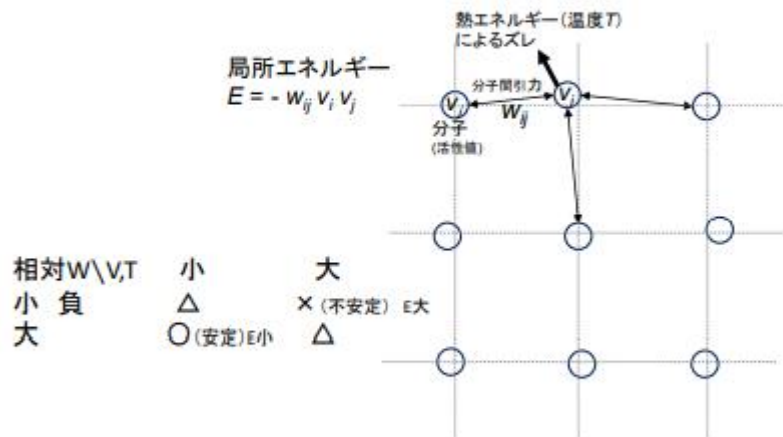 熱エネルギー(温度T)
によるズレ
局所エネルギー
E = - wij vi vj
分子間引力
vi
vj
wij
分子
(活性値)
相対W\V,T 小 大
小 負 △ ×(不安定) E大
大 〇(安定)E小 △